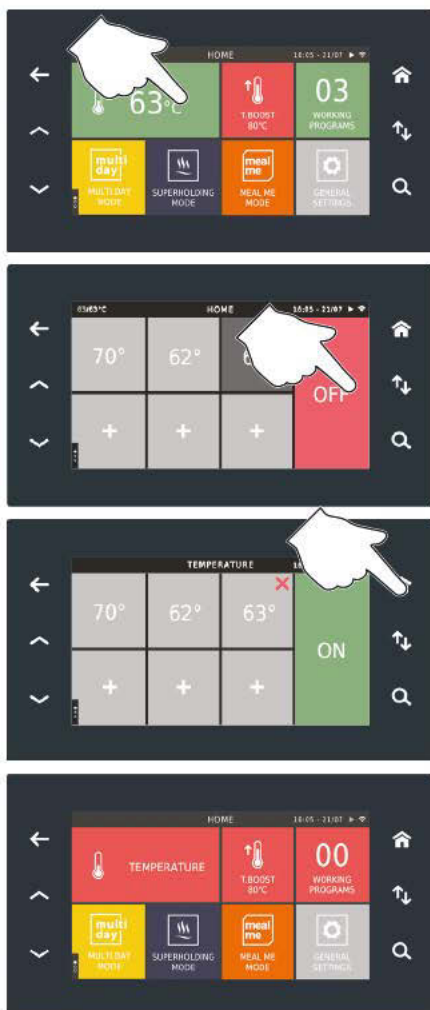 HOME 16:05 - 21/07
63°C
T.BOOST
80°C
03
WORKING
PROGRAMS
multi
day
MULTI DAY
MODE
SUPERHOLDING
MODE
meal
me
MEAL ME
MODE
GENERAL
SETTINGS
63/63°C HOME 16:05 - 21/07
70° 62°
OFF
+ + +
TEMPERATURE
70° 62° 63°
ON
+ + +
HOME 16:05 - 21/07
TEMPERATURE
T.BOOST
80°C
00
WORKING
PROGRAMS
multi
day
MULTI DAY
MODE
SUPERHOLDING
MODE
meal
me
MEAL ME
MODE
GENERAL
SETTINGS